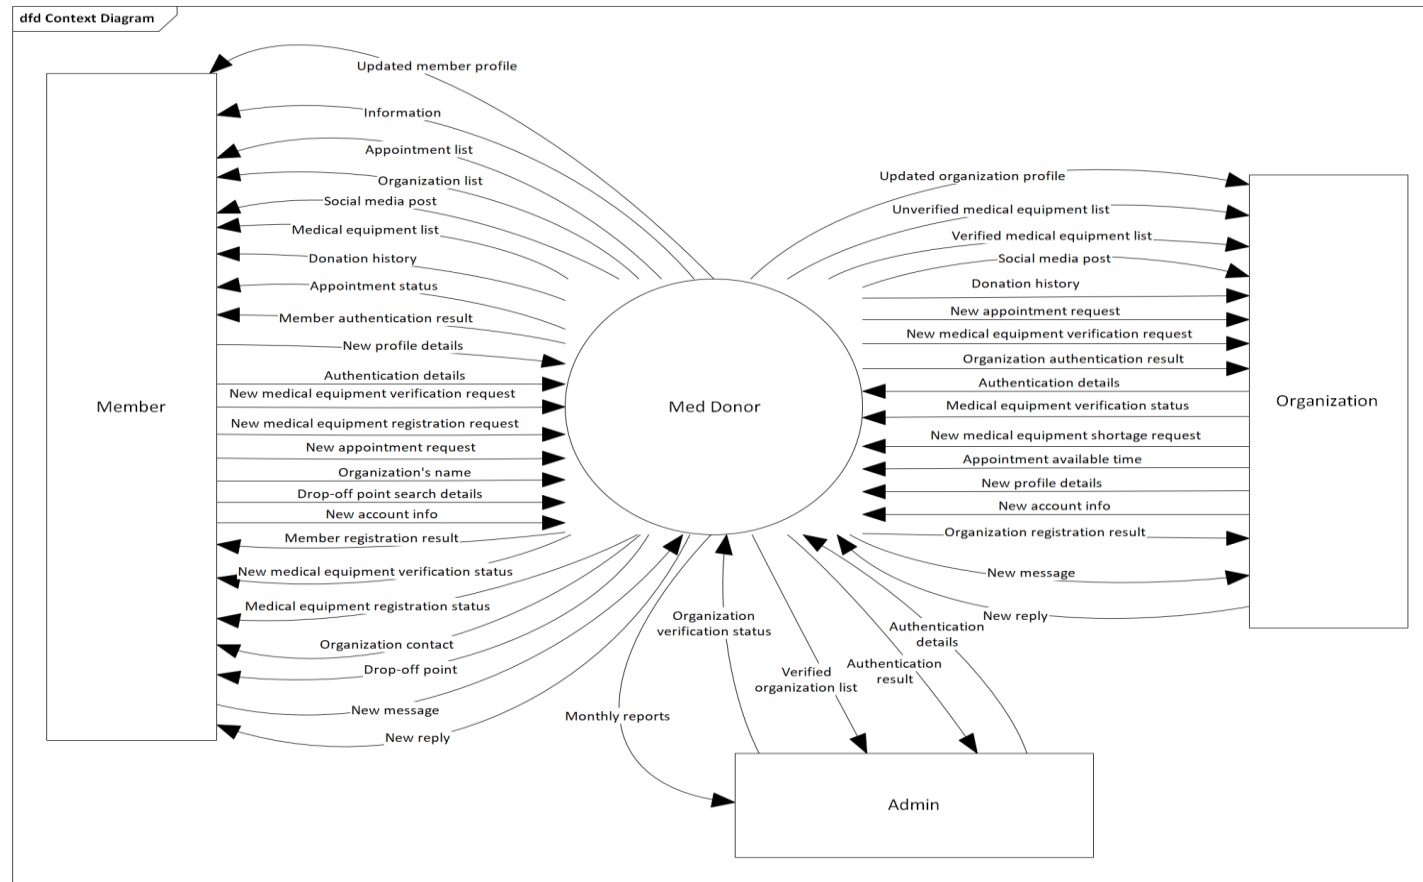 dfd Context Diagram
Updated member profile
Information
Appointment list
Organization list
Social media post
Medical equipment list
Donation history
Appointment status
Member authentication result
New profile details
Authentication details
New medical equipment verification request
New medical equipment registration request
New appointment request
Organization's name
Drop-off point search details
New account info
Member registration result
New medical equipment verification status
Medical equipment registration status
Organization contact
Drop-off point
New message
New reply
Member
Med Donor
Updated organization profile
Unverified medical equipment list
Verified medical equipment list
Social media post
Donation history
New appointment request
New medical equipment verification request
Organization authentication result
Authentication details
Medical equipment verification status
New medical equipment shortage request
Appointment available time
New profile details
New account info
Organization registration result
New message
New reply
Organization
Organization
verification status
Verified
organization list
Authentication
result
Authentication
details
Monthly reports
Admin